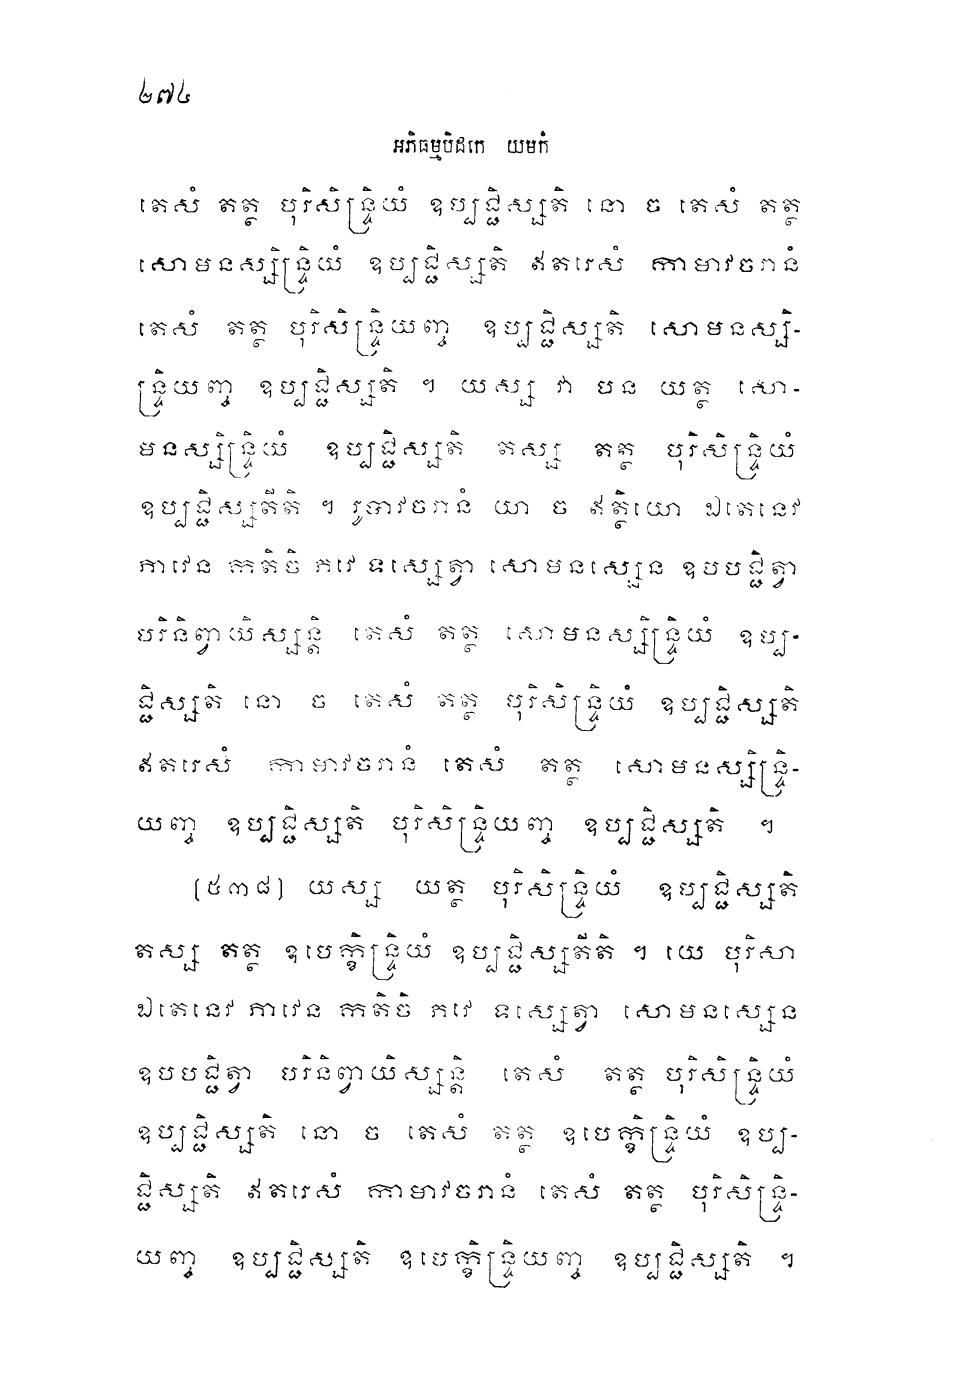 ២៧៤
អភិធម្មបិដកេ យមកំ
តេសំ តត្ថ បុរិសិន្ទ្រិយំ ឧប្បជ្ជិស្សតិ នោ ច តេសំ តត្ថ
សោមនស្សិន្ទ្រិយំ ឧប្បជ្ជិស្សតិ ឥតរេសំ កាមាវចរានំ
តេសំ តត្ថ បុរិសិន្ទ្រិយញ្ច ឧប្បជ្ជិស្សតិ សោមនស្សិ-
ន្ទ្រិយញ្ច ឧប្បជ្ជិស្សតិ ។ យស្ស វា បន យត្ថ សោ-
មនស្សិន្ទ្រិយំ ឧប្បជ្ជិស្សតិ តស្ស តត្ថ បុរិសិន្ទ្រិយំ
ឧប្បជ្ជិស្សតីតិ ។ រូបាវចរានំ យា ច ឥត្ថិយោ ឯតេនេវ
ភាវេន កតិចិ ភវេ ទស្សេត្វា សោមនស្សេន ឧបបជ្ជិត្វា
បរិនិព្វាយិស្សន្តិ តេសំ តត្ថ សោមនស្សិន្ទ្រិយំ ឧប្ប-
ជ្ជិស្សតិ នោ ច តេសំ តត្ថ បុរិសិន្ទ្រិយំ ឧប្បជ្ជិស្សតិ
ឥតរេសំ កាមាវចរានំ តេសំ តត្ថ សោមនស្សិន្ទ្រិ-
យញ្ច ឧប្បជ្ជិស្សតិ បុរិសិន្ទ្រិយញ្ច ឧប្បជ្ជិស្សតិ ។
[៥៣៨] យស្ស យត្ថ បុរិសិន្ទ្រិយំ ឧប្បជ្ជិស្សតិ
តស្ស តត្ថ ឧបេក្ខិន្ទ្រិយំ ឧប្បជ្ជិស្សតីតិ ។ យេ បុរិសា
ឯតេនេវ ភាវេន កតិចិ ភវេ ទស្សេត្វា សោមនស្សេន
ឧបបជ្ជិត្វា បរិនិព្វាយិស្សន្តិ តេសំ តត្ថ បុរិសិន្ទ្រិយំ
ឧប្បជ្ជិស្សតិ នោ ច តេសំ តត្ថ ឧបេក្ខិន្ទ្រិយំ ឧប្ប-
ជ្ជិស្សតិ ឥតរេសំ កាមាវចរានំ តេសំ តត្ថ បុរិសិន្ទ្រិ-
យញ្ច ឧប្បជ្ជិស្សតិ ឧបេក្ខិន្ទ្រិយញ្ច ឧប្បជ្ជិស្សតិ ។